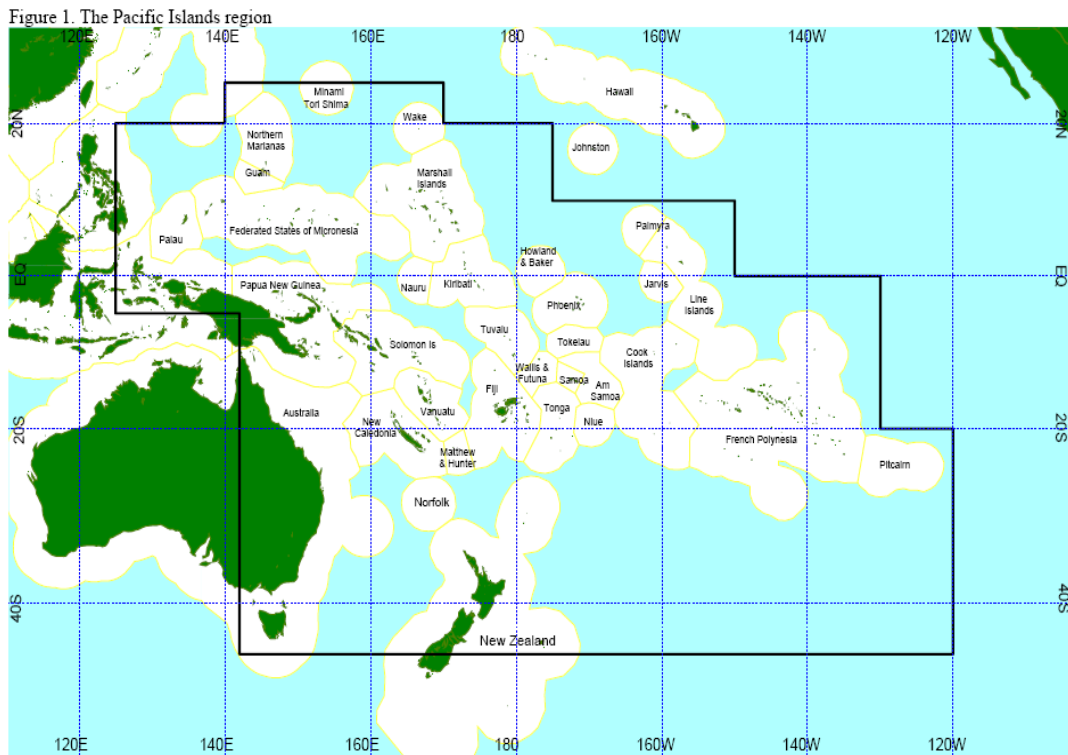 Figure 1. The Pacific Islands region
120E 140E 160E 180 160W 140W 120W
Minami
Tori Shima
Hawaii
20N
20N
Wake
Northern
Marianas
Johnston
Guam
Marshall
Islands
Palau
Federated States of Micronesia
Palmyra
Howland
& Baker
EQ
EQ
Papua New Guinea
Nauru
Kiribati
Jarvis
Phoenix
Line
Islands
Tuvalu
Tokelau
Solomon Is
Cook
Islands
Wallis &
Futuna
Samoa
Fiji
Am
Samoa
Australia
Vanuatu
Tonga
New
Caledonia
Niue
20S
20S
French Polynesia
Matthew
& Hunter
Pitcairn
Norfolk
40S
40S
New Zealand
120E 140E 160E 180 160W 140W 120W